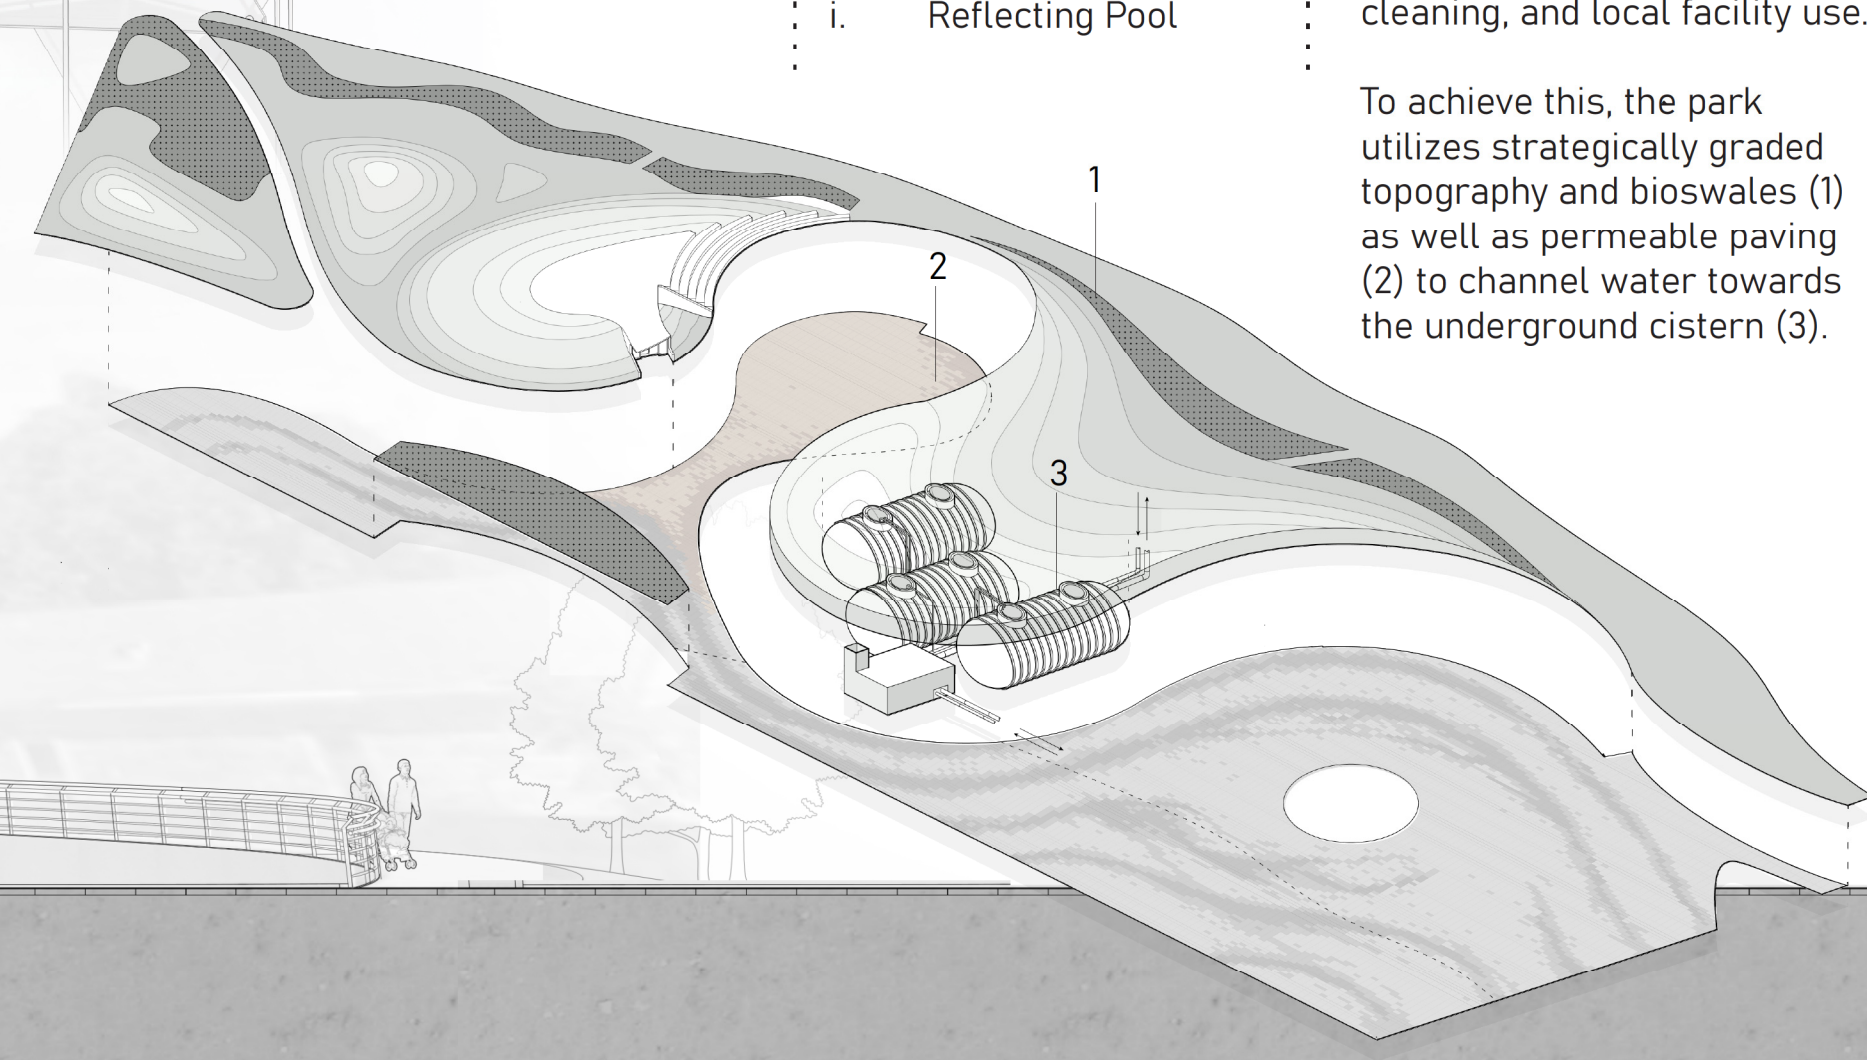 i. Reflecting Pool
cleaning, and local facility use.
To achieve this, the park
utilizes strategically graded
topography and bioswales (1)
as well as permeable paving
(2) to channel water towards
the underground cistern (3).
1
2
3